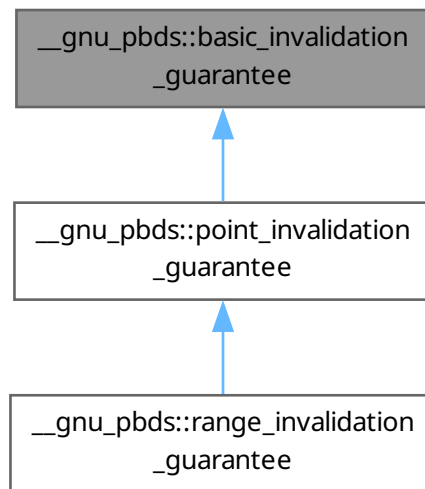 __gnu_pbds::basic_invalidation
_guarantee
__gnu_pbds::point_invalidation
_guarantee
__gnu_pbds::range_invalidation
_guarantee